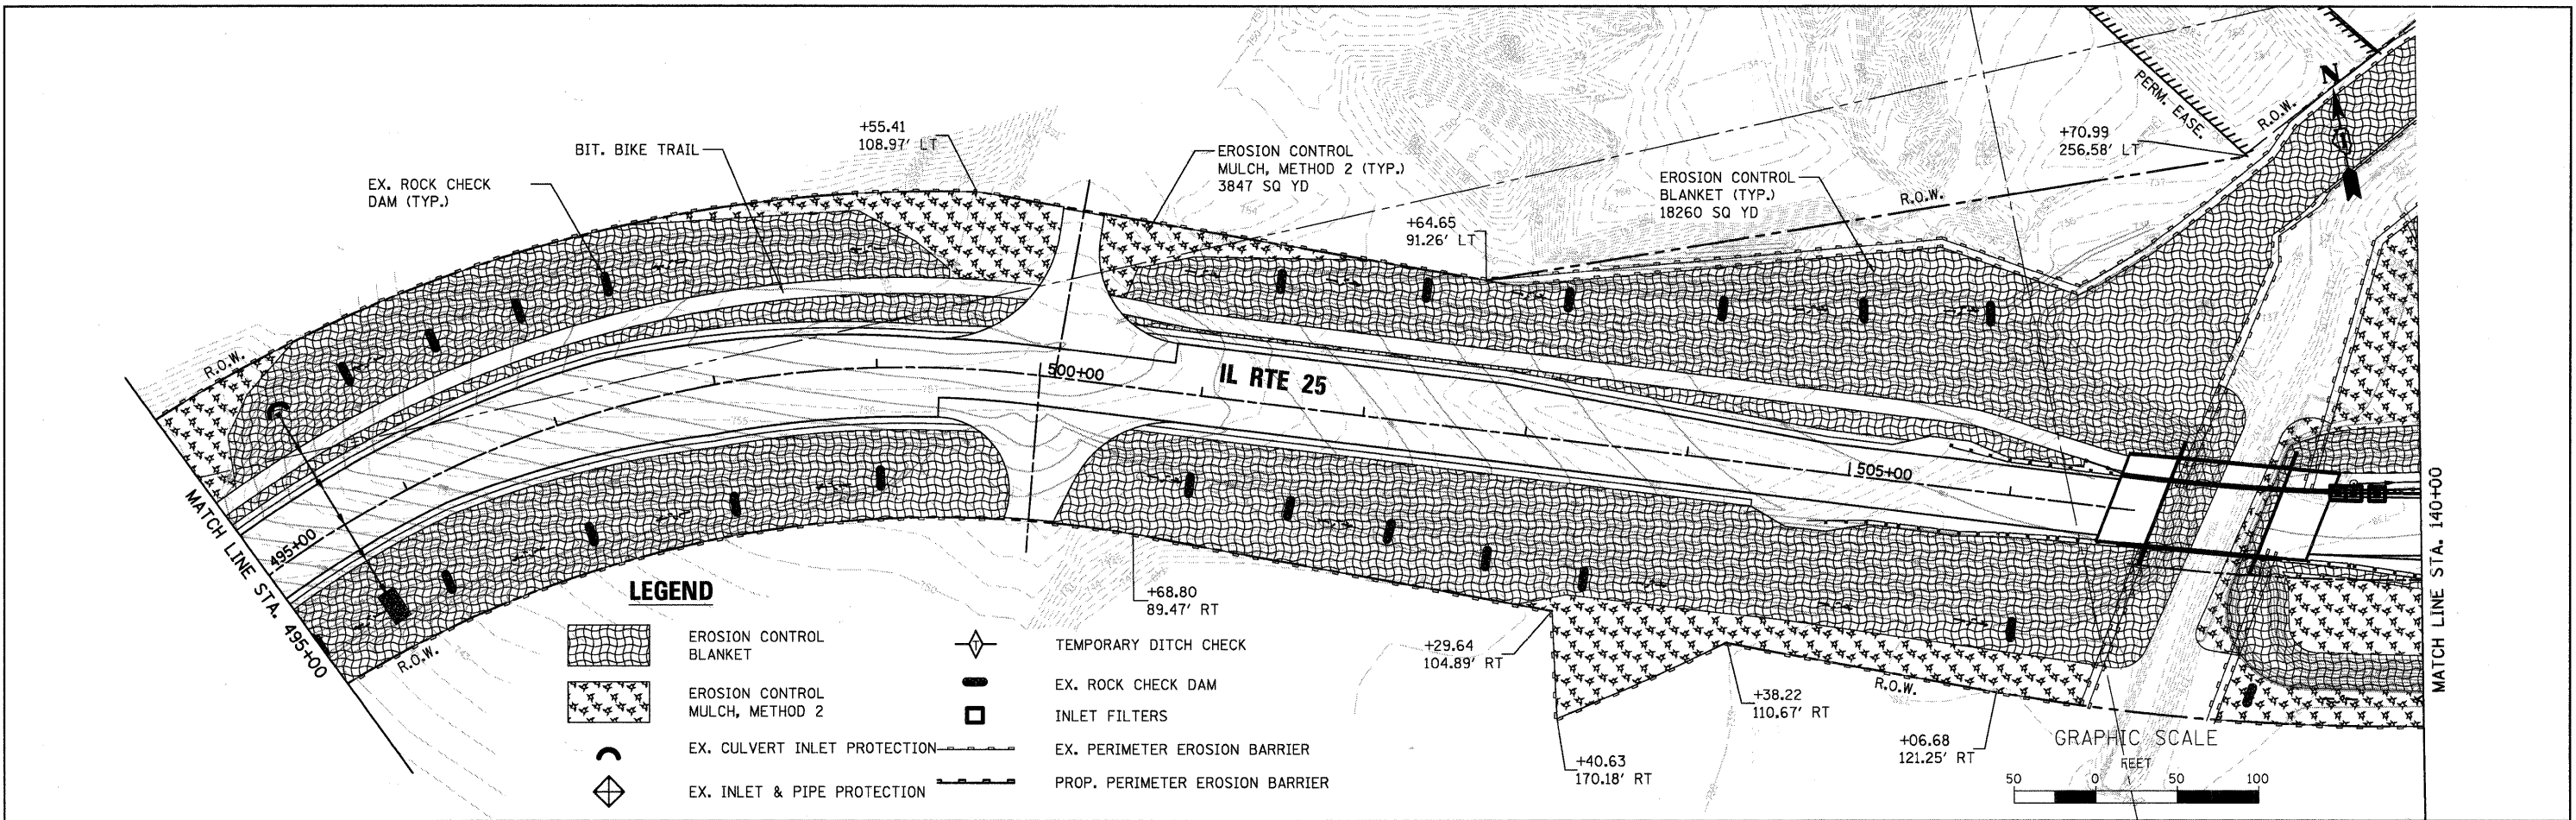 +55.41
108.97' LT
BIT. BIKE TRAIL
EX. ROCK CHECK
DAM (TYP.)
EROSION CONTROL
MULCH, METHOD 2 (TYP.)
3847 SQ YD
+64.65
91.26' LT
EROSION CONTROL
BLANKET (TYP.)
18260 SQ YD
R.O.W.
+70.99
256.58' LT
PERM. EASE.
R.O.W.
N
R.O.W.
500+00
IL RTE 25
505+00
495+00
MATCH LINE STA. 495+00
R.O.W.
MATCH LINE STA. 140+00
+68.80
89.47' RT
+29.64
104.89' RT
+40.63
170.18' RT
+38.22
110.67' RT
R.O.W.
+06.68
121.25' RT
LEGEND
EROSION CONTROL
BLANKET
EROSION CONTROL
MULCH, METHOD 2
EX. CULVERT INLET PROTECTION
EX. INLET & PIPE PROTECTION
T
TEMPORARY DITCH CHECK
EX. ROCK CHECK DAM
INLET FILTERS
EX. PERIMETER EROSION BARRIER
PROP. PERIMETER EROSION BARRIER
GRAPHIC SCALE
FEET
50 0 50 100